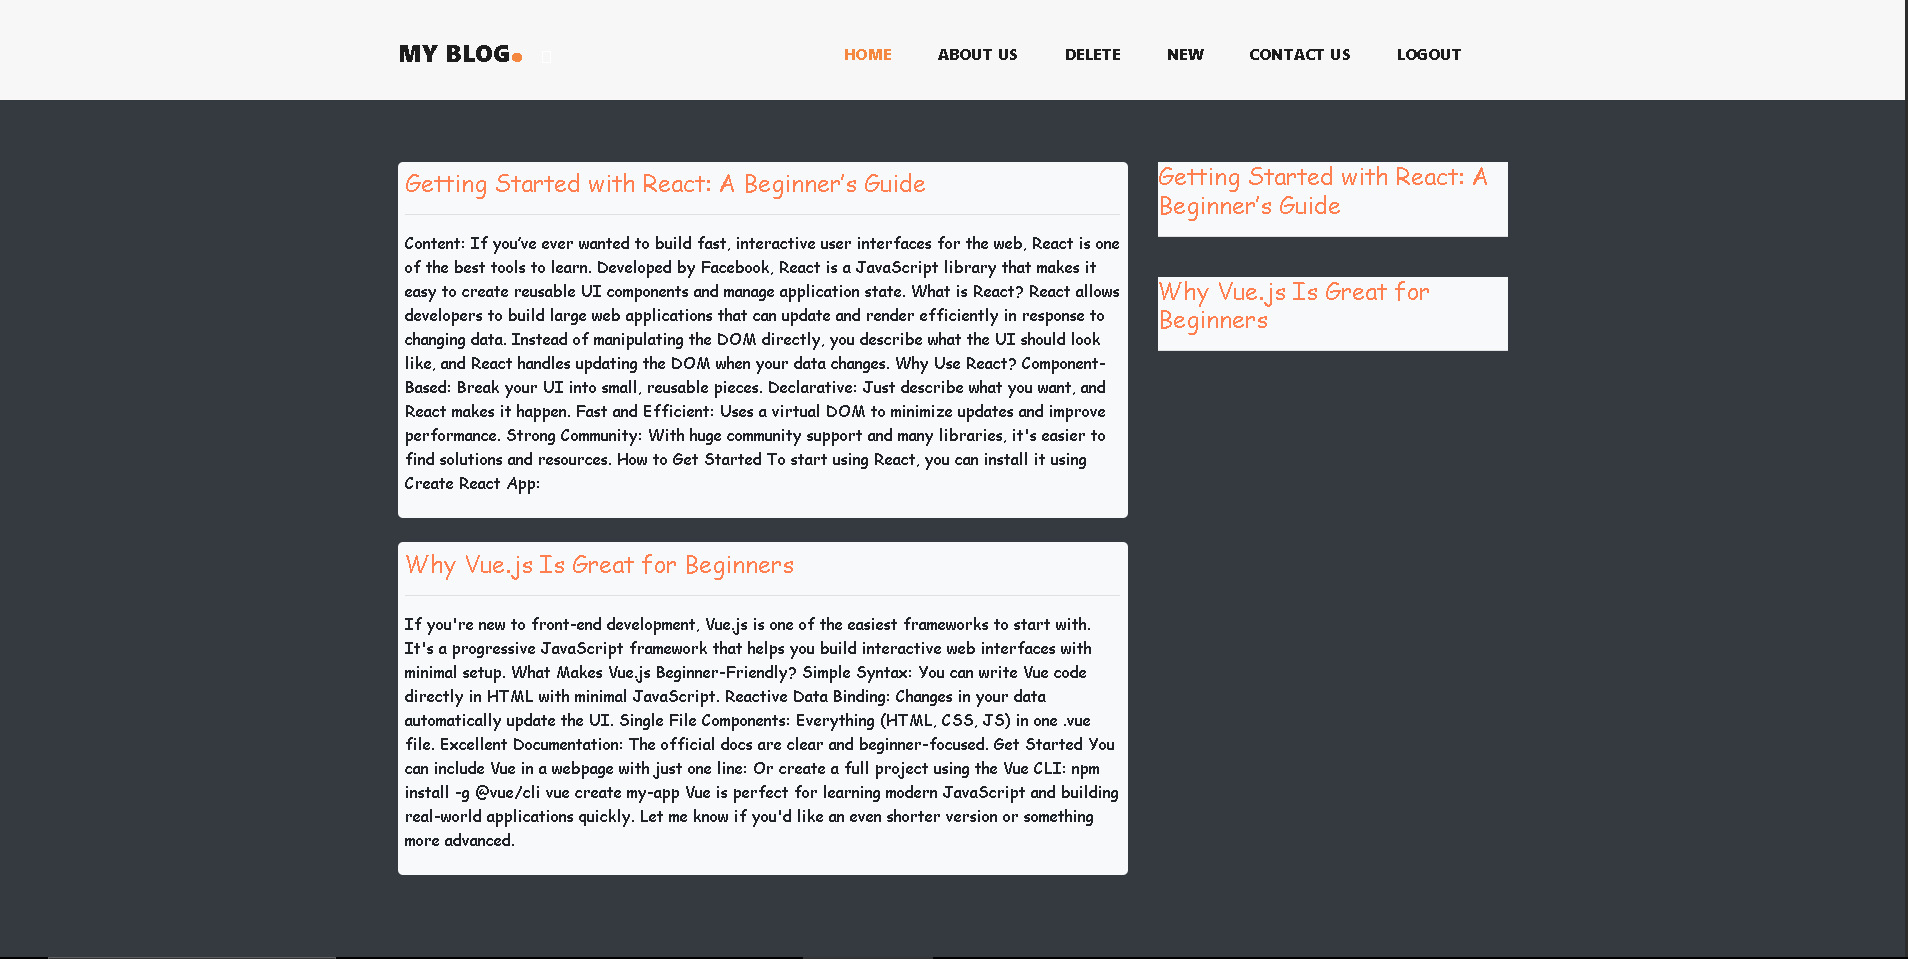 MY BLOG.
HOME ABOUT US DELETE NEW CONTACT US LOGOUT
Getting Started with React: A Beginner’s Guide
Content: If you’ve ever wanted to build fast, interactive user interfaces for the web, React is one
of the best tools to learn. Developed by Facebook, React is a JavaScript library that makes it
easy to create reusable UI components and manage application state. What is React? React allows
developers to build large web applications that can update and render efficiently in response to
changing data. Instead of manipulating the DOM directly, you describe what the UI should look
like, and React handles updating the DOM when your data changes. Why Use React? Component-
Based: Break your UI into small, reusable pieces. Declarative: Just describe what you want, and
React makes it happen. Fast and Efficient: Uses a virtual DOM to minimize updates and improve
performance. Strong Community: With huge community support and many libraries, it's easier to
find solutions and resources. How to Get Started To start using React, you can install it using
Create React App:
Why Vue.js Is Great for Beginners
If you're new to front-end development, Vue.js is one of the easiest frameworks to start with.
It's a progressive JavaScript framework that helps you build interactive web interfaces with
minimal setup. What Makes Vue.js Beginner-Friendly? Simple Syntax: You can write Vue code
directly in HTML with minimal JavaScript. Reactive Data Binding: Changes in your data
automatically update the UI. Single File Components: Everything (HTML, CSS, JS) in one .vue
file. Excellent Documentation: The official docs are clear and beginner-focused. Get Started You
can include Vue in a webpage with just one line: Or create a full project using the Vue CLI: npm
install -g @vue/cli vue create my-app Vue is perfect for learning modern JavaScript and building
real-world applications quickly. Let me know if you'd like an even shorter version or something
more advanced.
Getting Started with React: A
Beginner’s Guide
Why Vue.js Is Great for
Beginners